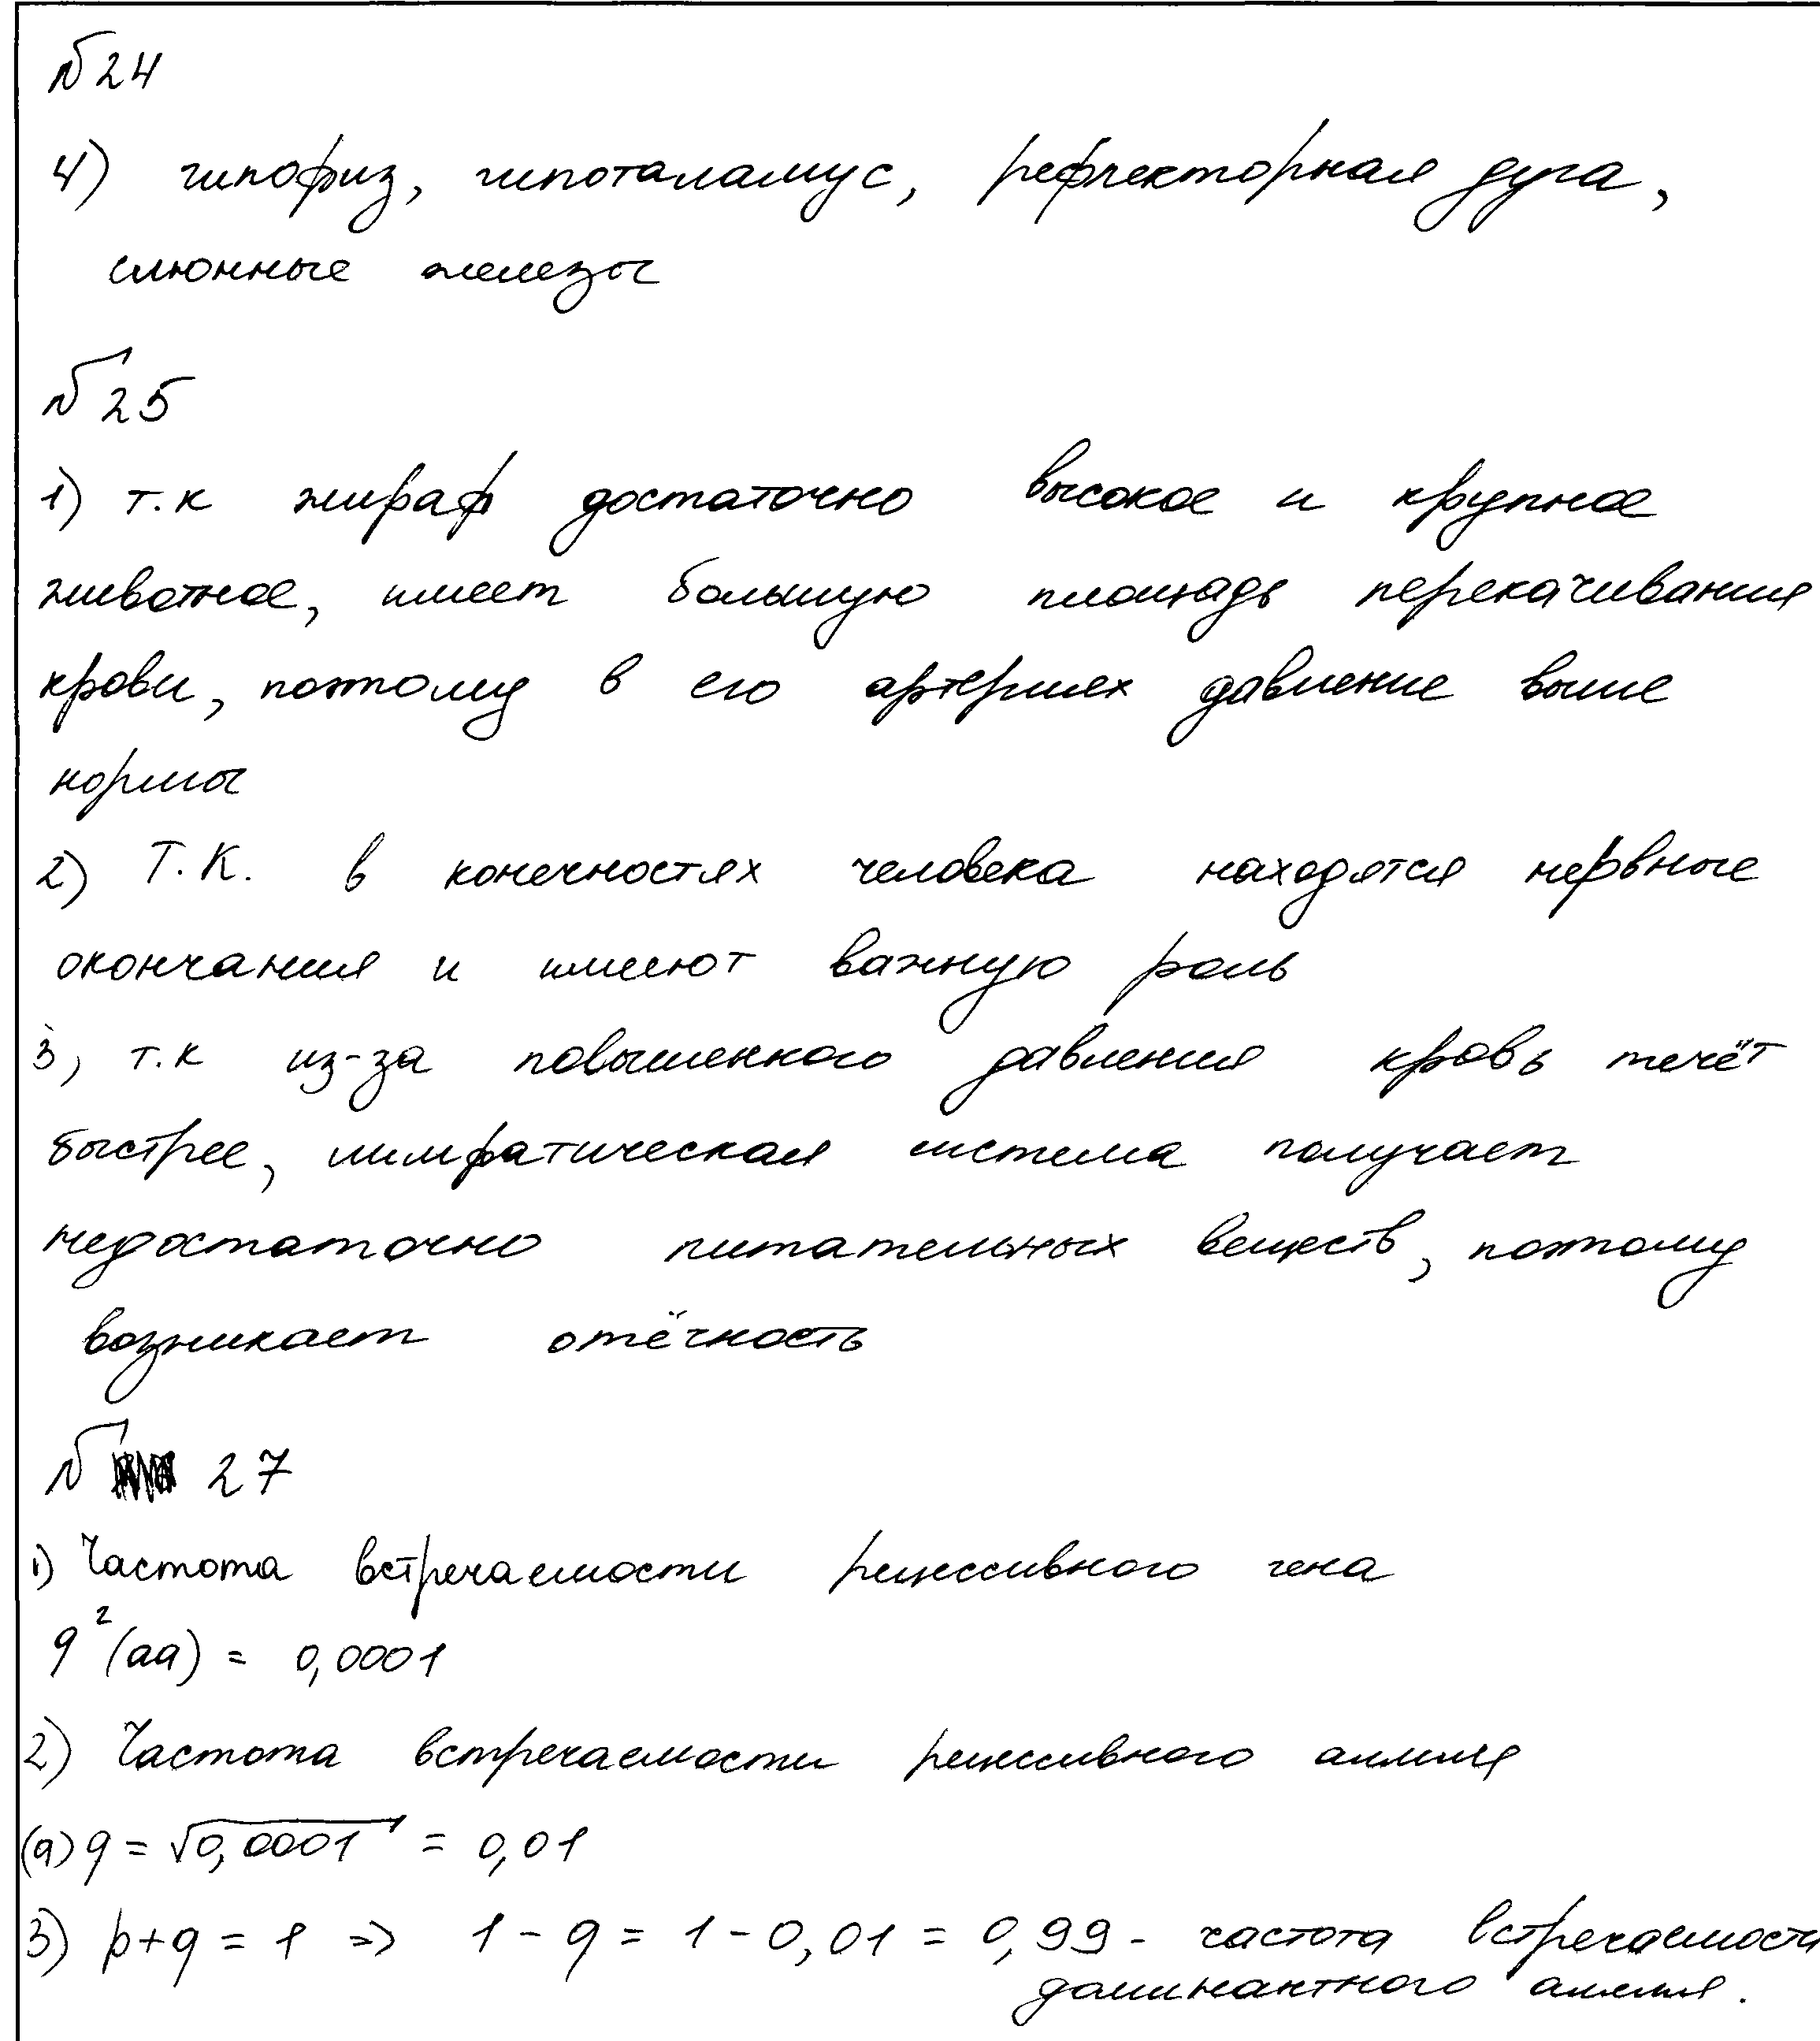 №24
4) гипофиз, гипоталамус, рефлекторная дуга,
слюнные железы
№25
1) т.к жираф достаточно высокое и крупное
животное, имеет большую площадь перекачивания
крови, поэтому в его артериях давление выше
нормы
2) Т.К. в конечностях человека находятся нервные
окончания и имеют важную роль
3) т.к из-за повышенного давления кровь течёт
быстрее, лимфатическая система получает
недостаточно питательных веществ, поэтому
возникает отёчность
№ 27
1) Частота встречаемости рецессивного гена
q²(aa) = 0,0001
2) Частота встречаемости рецессивного аллеля
(a) q = √0,0001 = 0,01
3) p+q = 1 => 1 - q = 1 - 0,01 = 0,99 - частота встречаемости
доминантного аллеля.